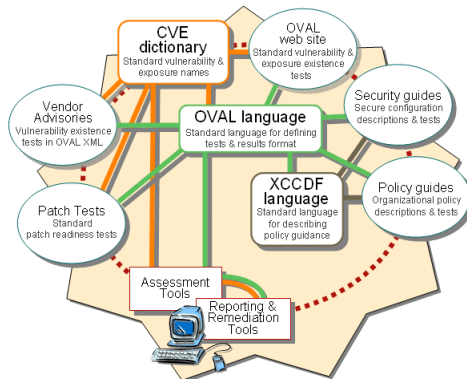 CVE
dictionary
Standard vulnerability &
exposure names
OVAL
web site
Standard vulnerability &
exposure existence
tests
Vendor
Advisories
Vulnerability existence
tests in OVAL XML
OVAL language
Standard language for defining
tests & results format
Security guides
Secure configuration
descriptions & tests
XCCDF
language
Standard language
for describing
policy guidance
Policy guides
Organizational policy
descriptions & tests
Patch Tests
Standard
patch readiness tests
Assessment
Tools
Reporting &
Remediation
Tools